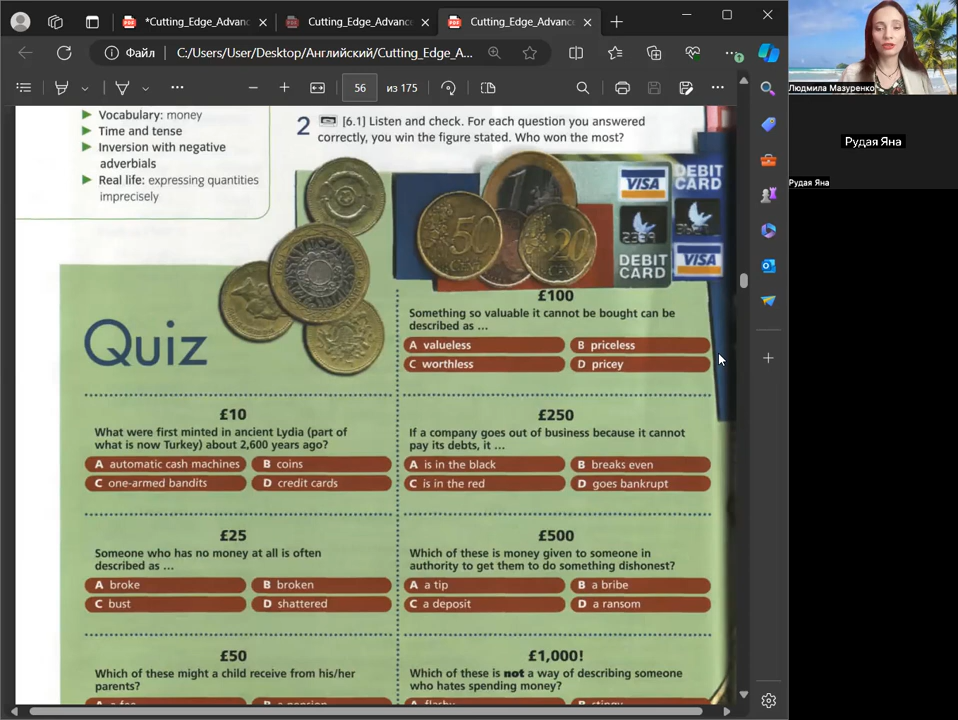 *Cutting_Edge_Advanc
Cutting_Edge_Advance
Cutting_Edge_Advance
Файл
C:/Users/User/Desktop/Английский/Cutting_Edge_A...
56
из 175
Людмила Мазуренко
Рудая Яна
Рудая Яна
Vocabulary: money
Time and tense
Inversion with negative
adverbials
Real life: expressing quantities
imprecisely
2 [6.1] Listen and check. For each question you answered
correctly, you win the figure stated. Who won the most?
50
20
VISA
DEBIT
CARD
DEBIT
CARD
VISA
Quiz
£10
What were first minted in ancient Lydia (part of
what is now Turkey) about 2,600 years ago?
A automatic cash machines
B coins
C one-armed bandits
D credit cards
£25
Someone who has no money at all is often
described as ...
A broke
B broken
C bust
D shattered
£50
Which of these might a child receive from his/her
parents?
£100
Something so valuable it cannot be bought can be
described as ...
A valueless
B priceless
C worthless
D pricey
£250
If a company goes out of business because it cannot
pay its debts, it ...
A is in the black
B breaks even
C is in the red
D goes bankrupt
£500
Which of these is money given to someone in
authority to get them to do something dishonest?
A a tip
B a bribe
C a deposit
D a ransom
£1,000!
Which of these is not a way of describing someone
who hates spending money?